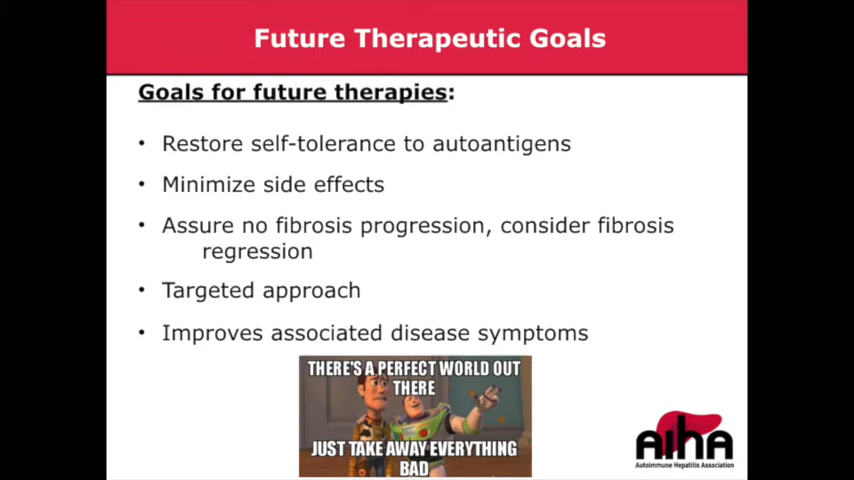 Future Therapeutic Goals
Goals for future therapies:
• Restore self-tolerance to autoantigens
• Minimize side effects
• Assure no fibrosis progression, consider fibrosis
regression
• Targeted approach
• Improves associated disease symptoms
THERE'S A PERFECT WORLD OUT
THERE
JUST TAKE AWAY EVERYTHING
BAD
AIHA
Autoimmune Hepatitis Association